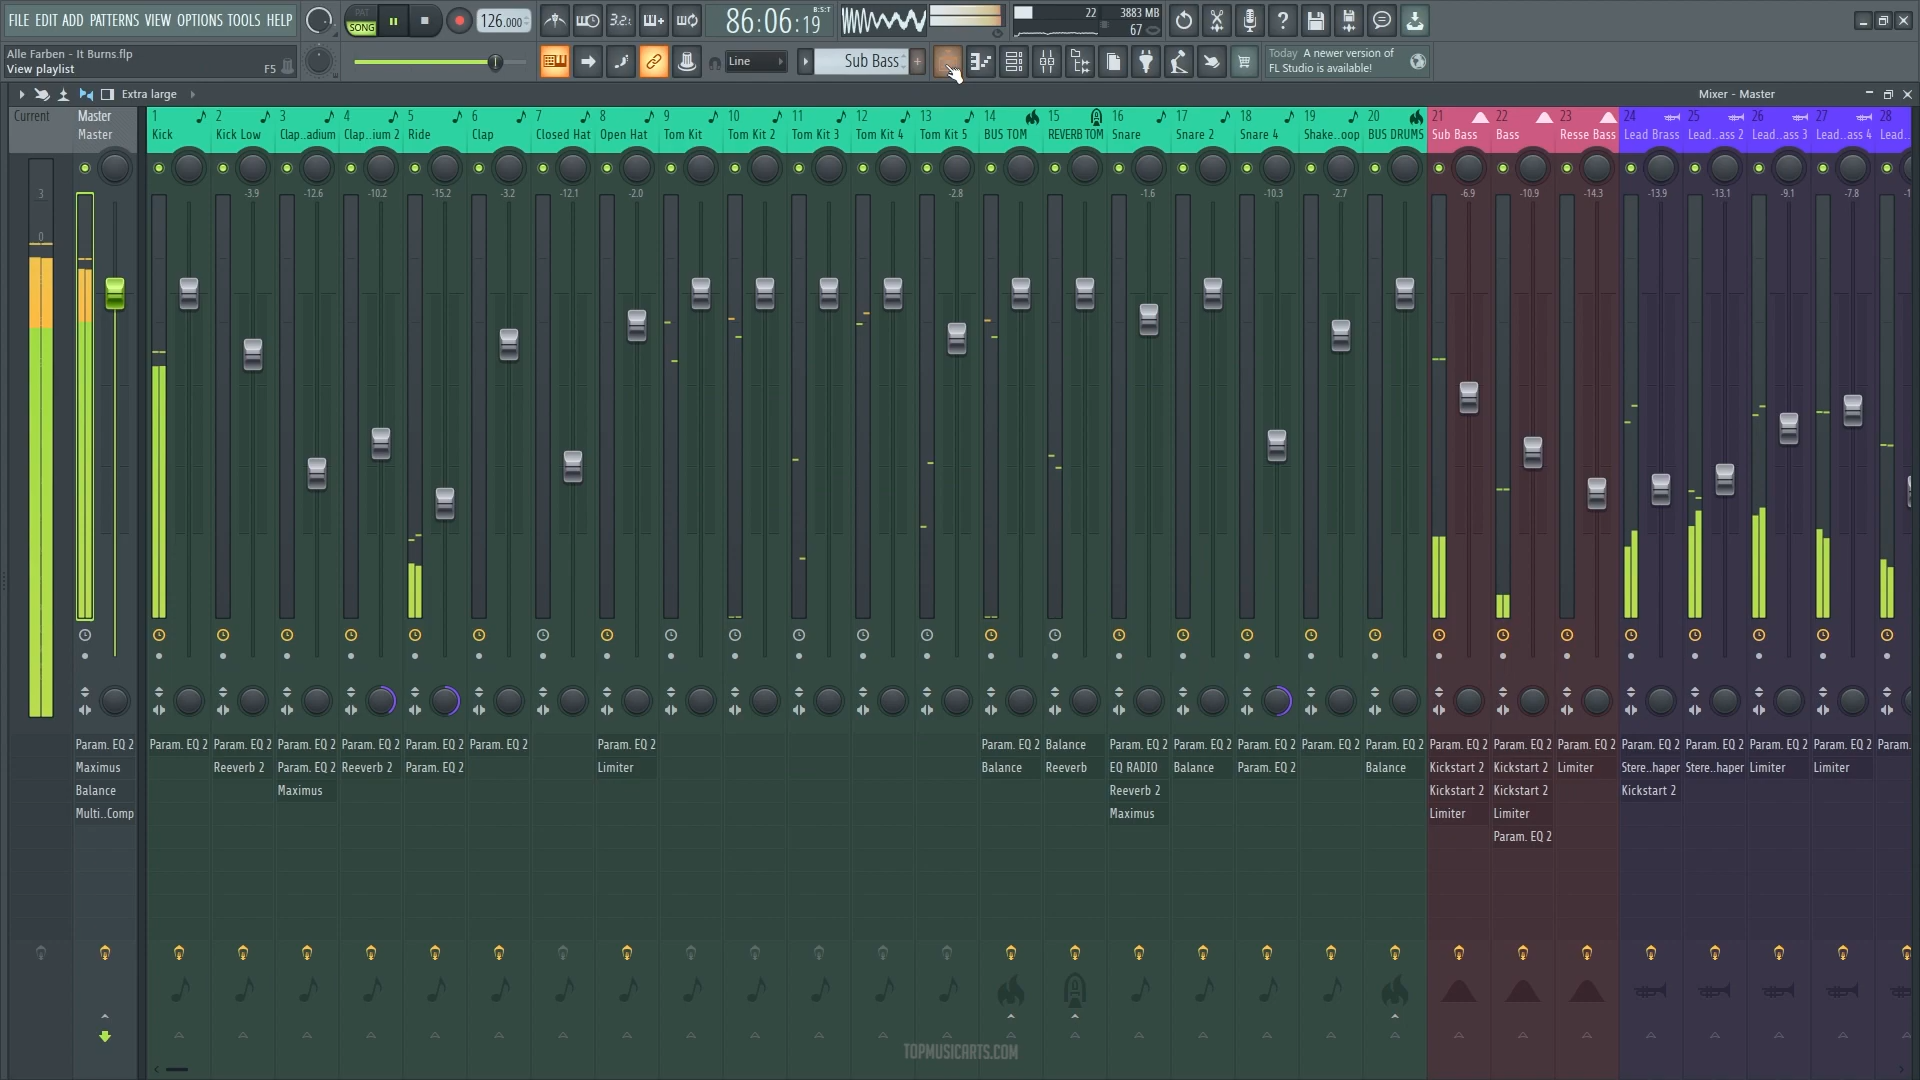 FILE EDIT ADD PATTERNS VIEW OPTIONS TOOLS HELP
PAT
SONG
126.000
3.2
86:06:19
B:S:T
22
3883 MB
67
Alle Farben - It Burns.flp
View playlist
F5
Line
Sub Bass
Today A newer version of
FL Studio is available!
Extra large
Mixer - Master
Current
Master
Master
1 2 3 4 5 6 7 8 9 10 11 12 13 14 15 16 17 18 19 20 21 22 23 24 25 26 27 28
Kick Kick Low Clap..adium Clap..ium 2 Ride Clap Closed Hat Open Hat Tom Kit Tom Kit 2 Tom Kit 3 Tom Kit 4 Tom Kit 5 BUS TOM REVERB TOM Snare Snare 2 Snare 4 Shake..oop BUS DRUMS Sub Bass Bass Resse Bass Lead Brass Lead..ass 2 Lead..ass 3 Lead..ass 4 Lead..
-3.9 -12.6 -10.2 -15.2 -3.2 -12.1 -2.0 -2.8 -1.6 -10.3 -2.7 -6.9 -10.9 -14.3 -13.9 -13.1 -9.1 -7.8
3
0
Param. EQ 2 Param. EQ 2 Param. EQ 2 Param. EQ 2 Param. EQ 2 Param. EQ 2 Param. EQ 2 Param. EQ 2 Param. EQ 2 Balance Param. EQ 2 Param. EQ 2 Param. EQ 2 Param. EQ 2 Param. EQ 2 Param. EQ 2 Param. EQ 2 Param. EQ 2 Param. EQ 2 Param. EQ 2 Param. EQ 2 Param. EQ 2 Param.
Maximus Reeverb 2 Param. EQ 2 Reeverb 2 Param. EQ 2 Limiter Balance Reeverb EQ RADIO Balance Param. EQ 2 Balance Kickstart 2 Kickstart 2 Limiter Stere..haper Stere..haper Limiter Limiter
Balance Maximus Reeverb 2 Kickstart 2 Kickstart 2 Kickstart 2
Multi..Comp Maximus Limiter Limiter
Param. EQ 2
TOPMUSICARTS.COM